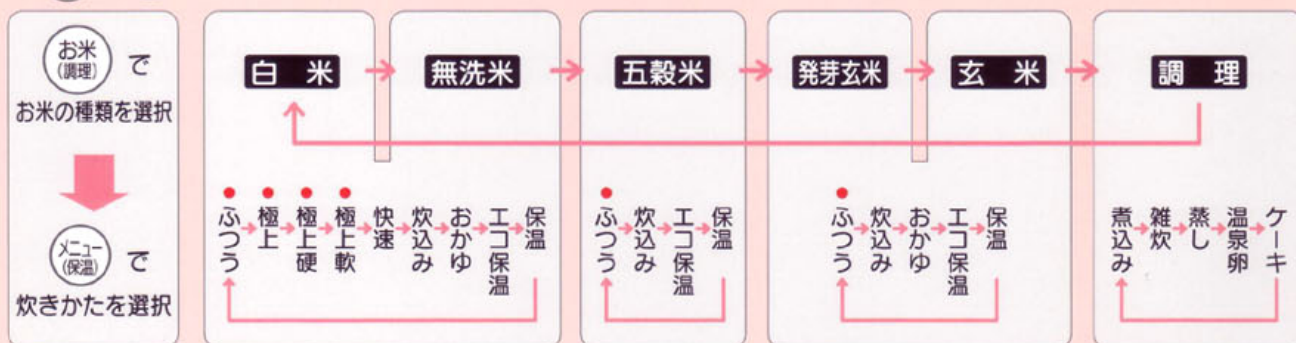 お米
(調理)
で
お米の種類を選択
メニュー
(保温)
で
炊きかたを選択
白米
無洗米
五穀米
発芽玄米
玄米
調理
ふつう
極上
極上硬
極上軟
快速
炊込み
おかゆ
エコ保温
保温
ふつう
炊込み
エコ保温
保温
ふつう
炊込み
おかゆ
エコ保温
保温
煮込み
雑炊
蒸し
温泉卵
ケーキ